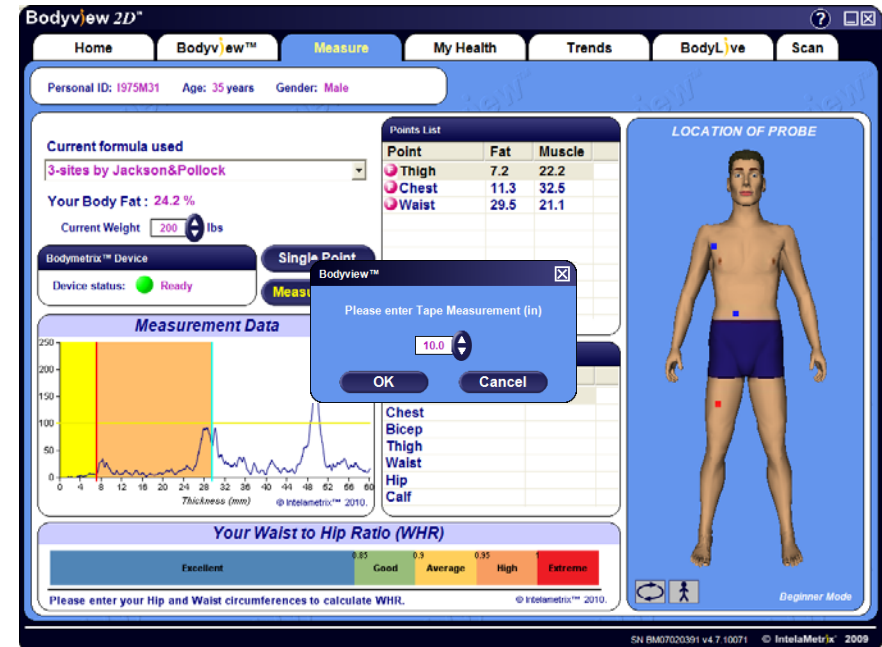 Bodyview 2D™
?
Home Bodyview™ Measure My Health Trends BodyLive Scan
Personal ID: I975M31 Age: 35 years Gender: Male
Current formula used
3-sites by Jackson&Pollock
Your Body Fat : 24.2 %
Current Weight 200 lbs
Bodymetrix™ Device
Device status: Ready
Single Point
Measu
Points List
Point Fat Muscle
Thigh 7.2 22.2
Chest 11.3 32.5
Waist 29.5 21.1
Bodyview™
Please enter Tape Measurement (in)
10.0
OK Cancel
Measurement Data
250
200
150
100
50
0
0 4 8 12 16 20 24 28 32 36 40 44 48 52 56 60
Thickness (mm) © Intelametrix™ 2010.
Chest
Bicep
Thigh
Waist
Hip
Calf
Your Waist to Hip Ratio (WHR)
0.85 0.9 0.95 1
Excellent Good Average High Extreme
Please enter your Hip and Waist circumferences to calculate WHR. © Intelametrix™ 2010.
LOCATION OF PROBE
Beginner Mode
SN BM07020391 v4.7.10071 © IntelaMetrix 2009